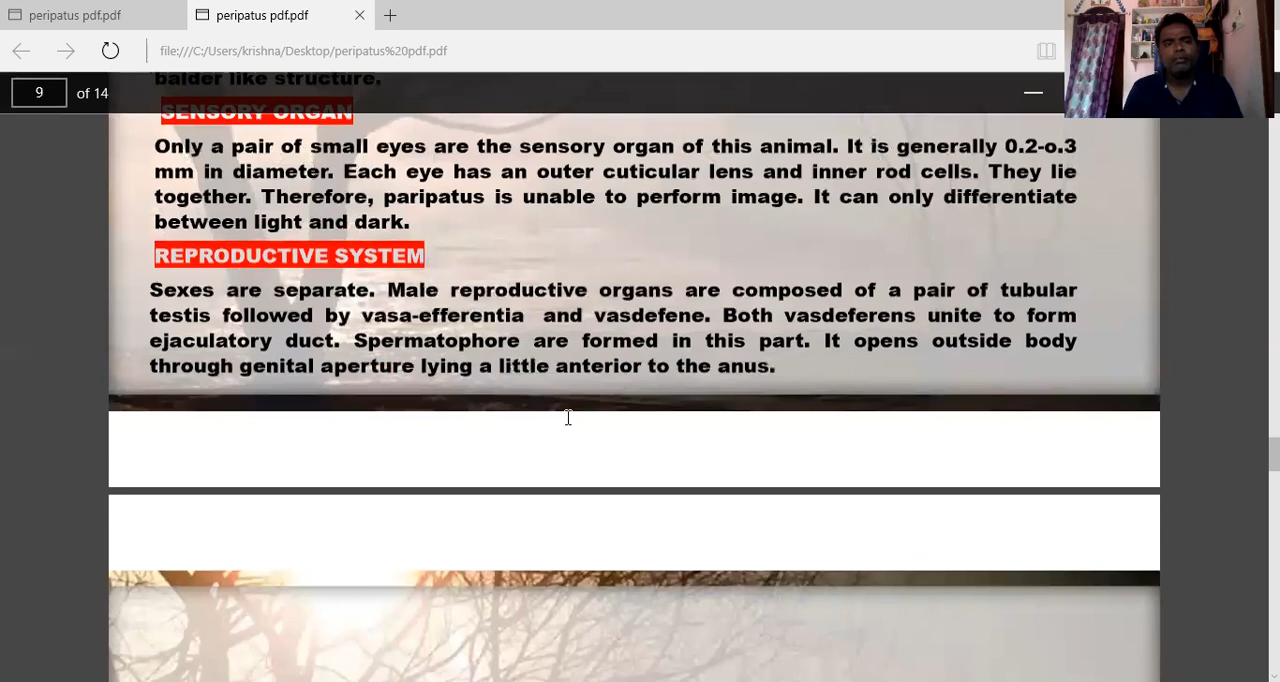 peripatus pdf.pdf
peripatus pdf.pdf
file:///C:/Users/krishna/Desktop/peripatus%20pdf.pdf
9 of 14
balder like structure.
SENSORY ORGAN
Only a pair of small eyes are the sensory organ of this animal. It is generally 0.2-o.3
mm in diameter. Each eye has an outer cuticular lens and inner rod cells. They lie
together. Therefore, paripatus is unable to perform image. It can only differentiate
between light and dark.
REPRODUCTIVE SYSTEM
Sexes are separate. Male reproductive organs are composed of a pair of tubular
testis followed by vasa-efferentia and vasdefene. Both vasdeferens unite to form
ejaculatory duct. Spermatophore are formed in this part. It opens outside body
through genital aperture lying a little anterior to the anus.